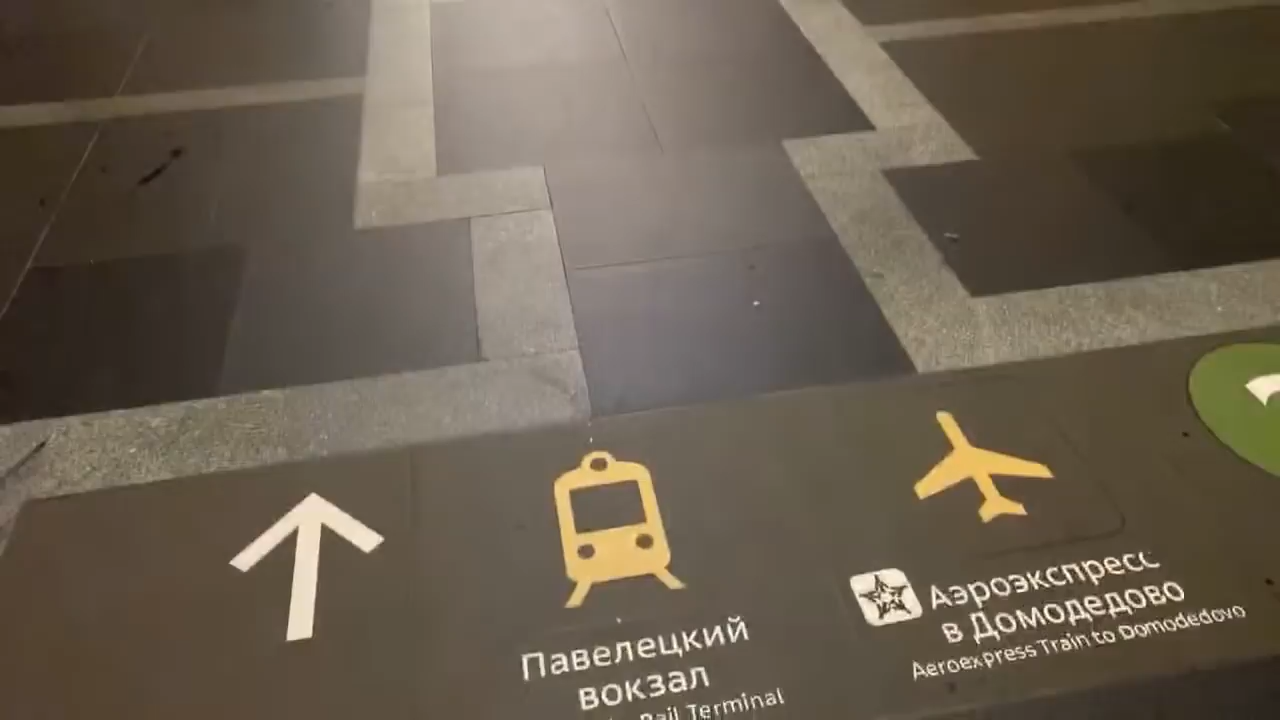 Павелецкий
вокзал
Rail Terminal
Аэроэкспресс
в Домодедово
Aeroexpress Train to Domodedovo